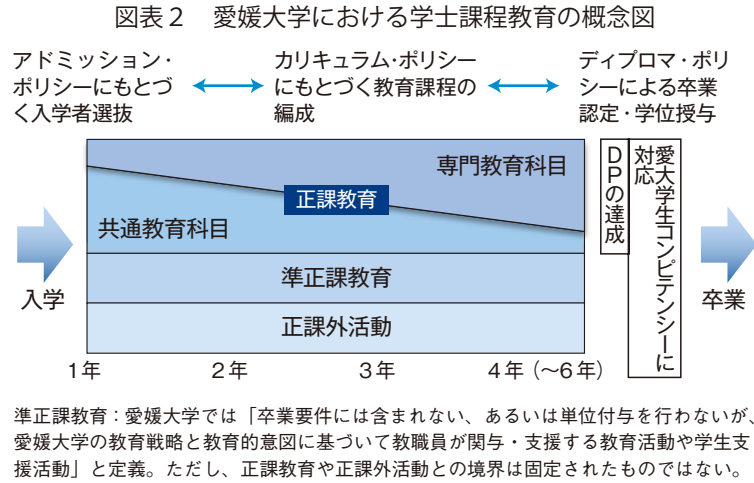 図表２　愛媛大学における学士課程教育の概念図
アドミッション・
ポリシーにもとづ
く入学者選抜
カリキュラム・ポリシー
にもとづく教育課程の
編成
ディプロマ・ポリ
シーによる卒業
認定・学位授与
専門教育科目
正課教育
共通教育科目
準正課教育
正課外活動
入学
DPの達成
愛大学生コンピテンシーに
対応
卒業
1年
2年
3年
4年（～6年）
準正課教育：愛媛大学では「卒業要件には含まれない、あるいは単位付与を行わないが、
愛媛大学の教育戦略と教育的意図に基づいて教職員が関与・支援する教育活動や学生支
援活動」と定義。ただし、正課教育や正課外活動との境界は固定されたものではない。